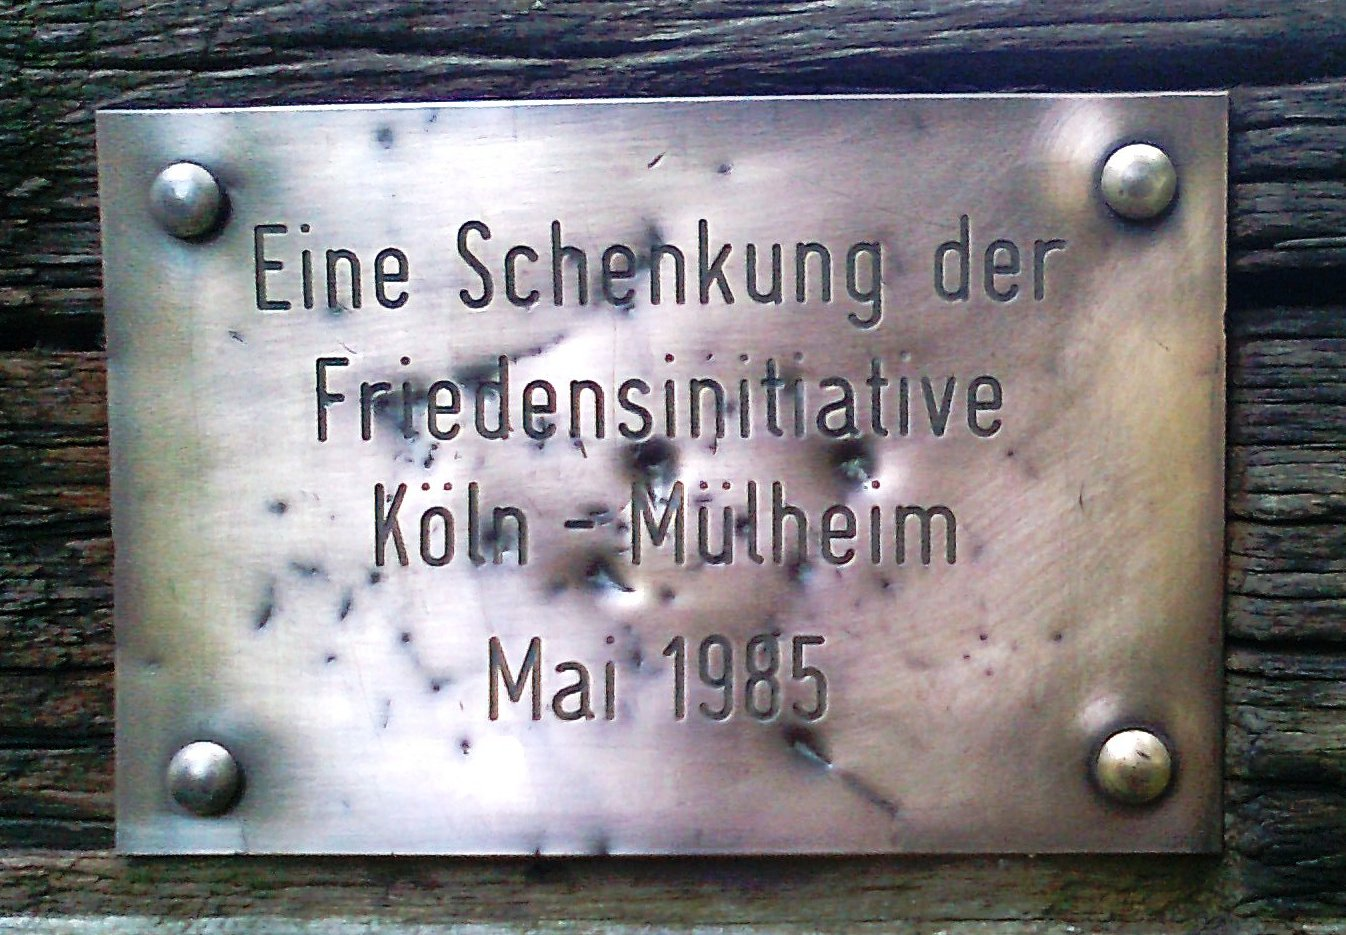 Eine Schenkung der
Friedensinitiative
Köln - Mülheim
Mai 1985